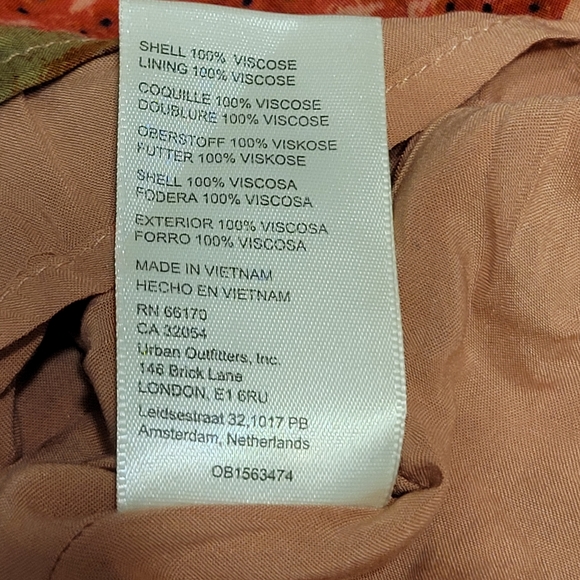 SHELL 100% VISCOSE
LINING 100% VISCOSE
COQUILLE 100% VISCOSE
DOUBLURE 100% VISCOSE
OBERSTOFF 100% VISKOSE
FUTTER 100% VISKOSE
SHELL 100% VISCOSA
FODERA 100% VISCOSA
EXTERIOR 100% VISCOSA
FORRO 100% VISCOSA
MADE IN VIETNAM
HECHO EN VIETNAM
RN 66170
CA 32054
Urban Outfitters, Inc.
146 Brick Lane
LONDON, E1 6RU
Leidsestraat 32,1017 PB
Amsterdam, Netherlands
OB1563474